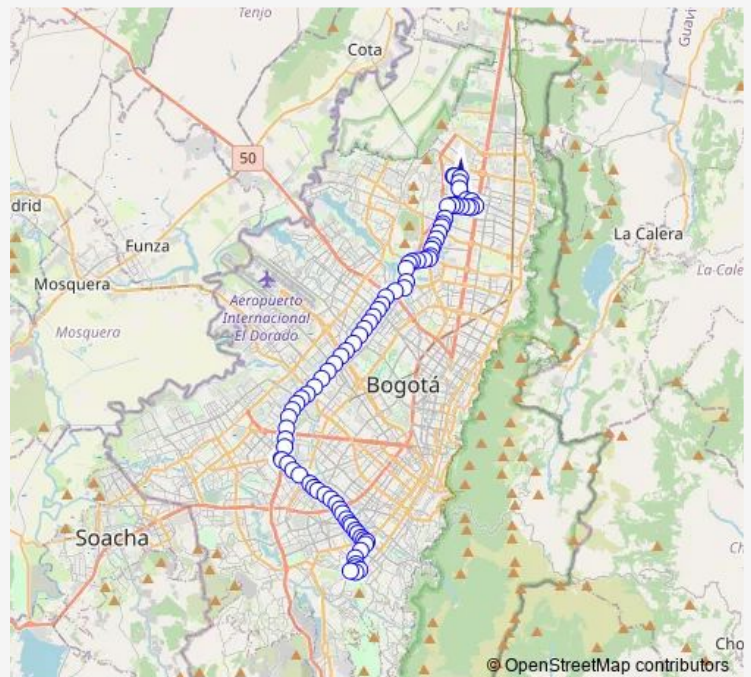 Tenjo
Guav
Cota
50
drid
Funza
La Calera
Mosquera
La-Cale
Aeropuerto
Internacional
El Dorado
Mosquera
Bogotá
Soacha
Ch
Cho
© OpenStreetMap contributors